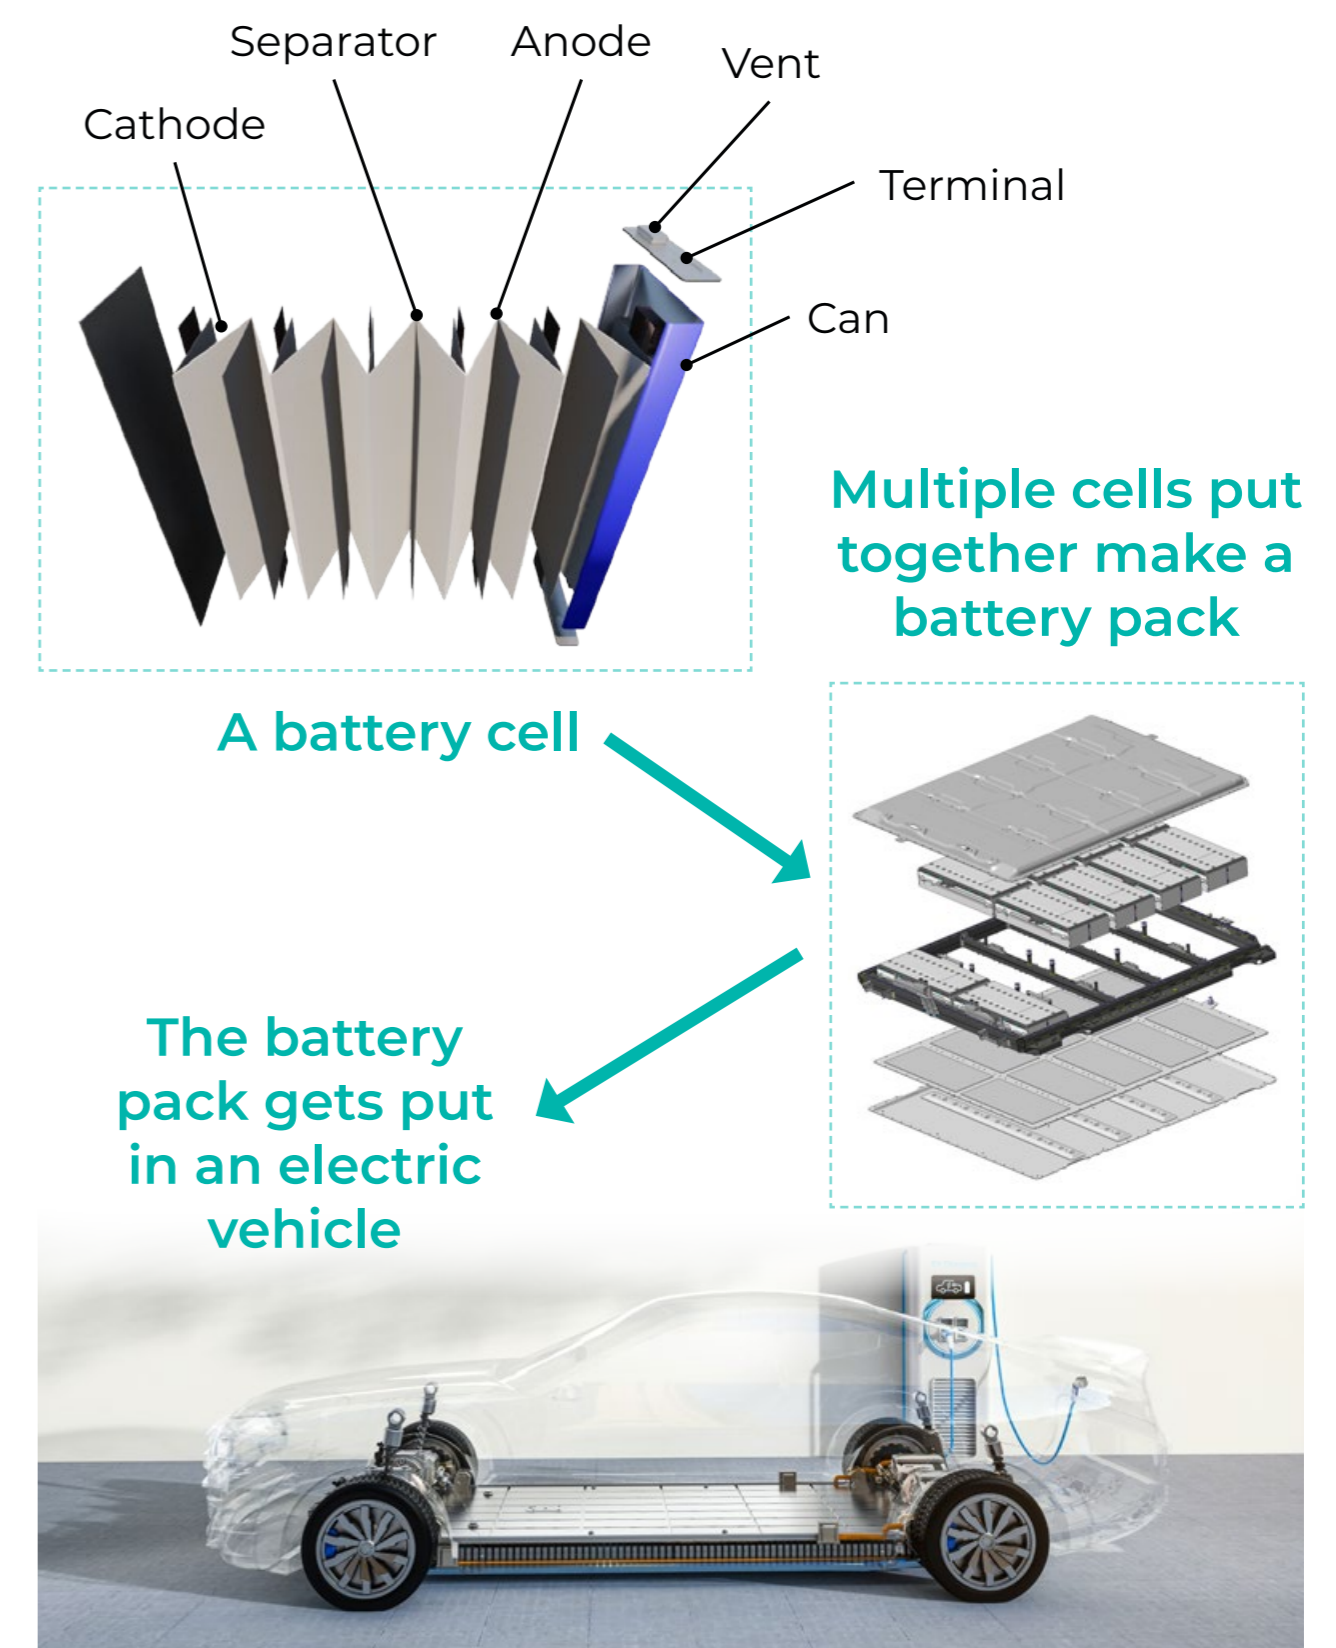 Separator
Anode
Vent
Cathode
Terminal
Can
Multiple cells put
together make a
battery pack
A battery cell
The battery
pack gets put
in an electric
vehicle